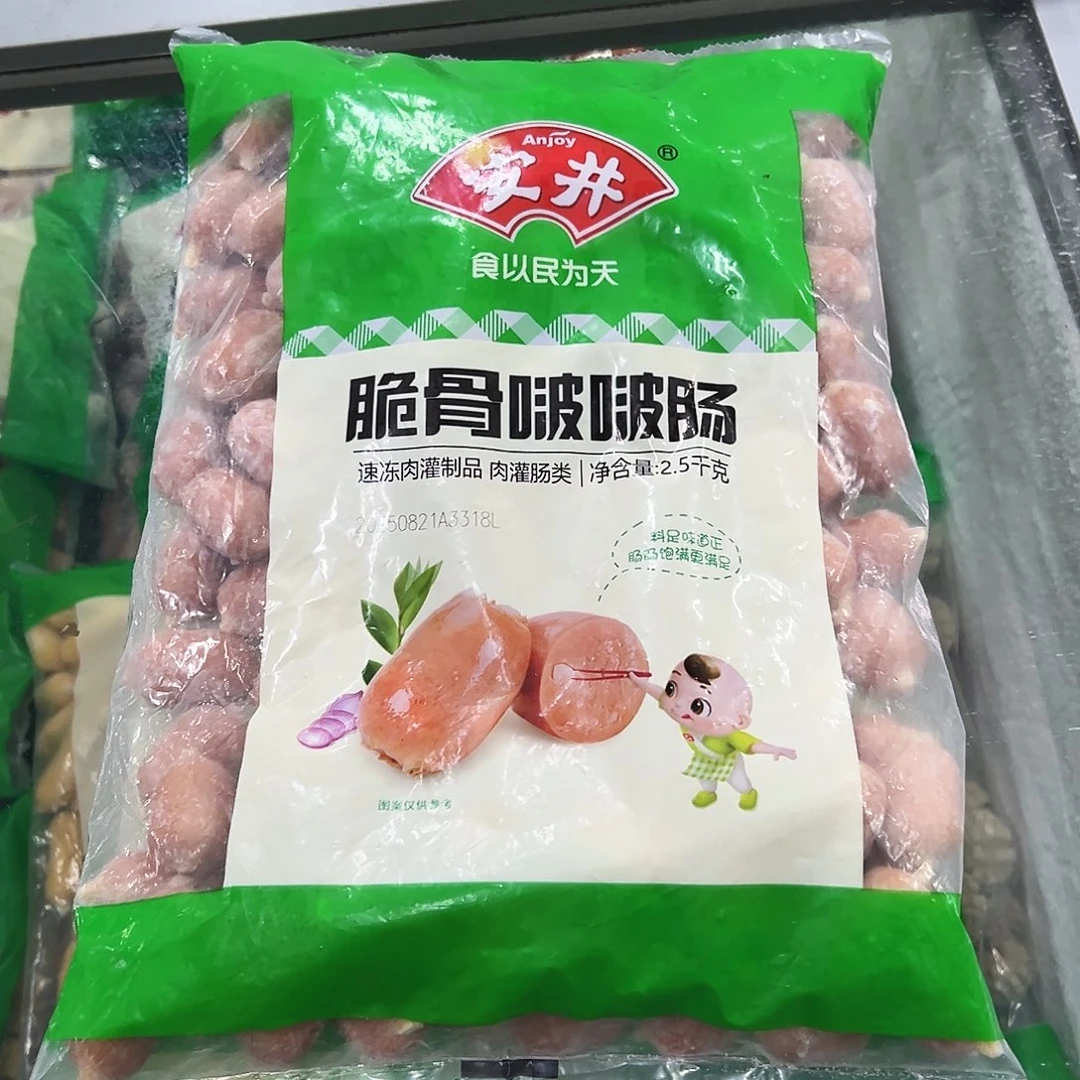 Anjoy
安井
®
食以民为天
脆骨啵啵肠
速冻肉灌制品 肉灌肠类|净含量:2.5千克
20250821A3318L
料足味道正
肠肠饱满更满足
图案仅供参考